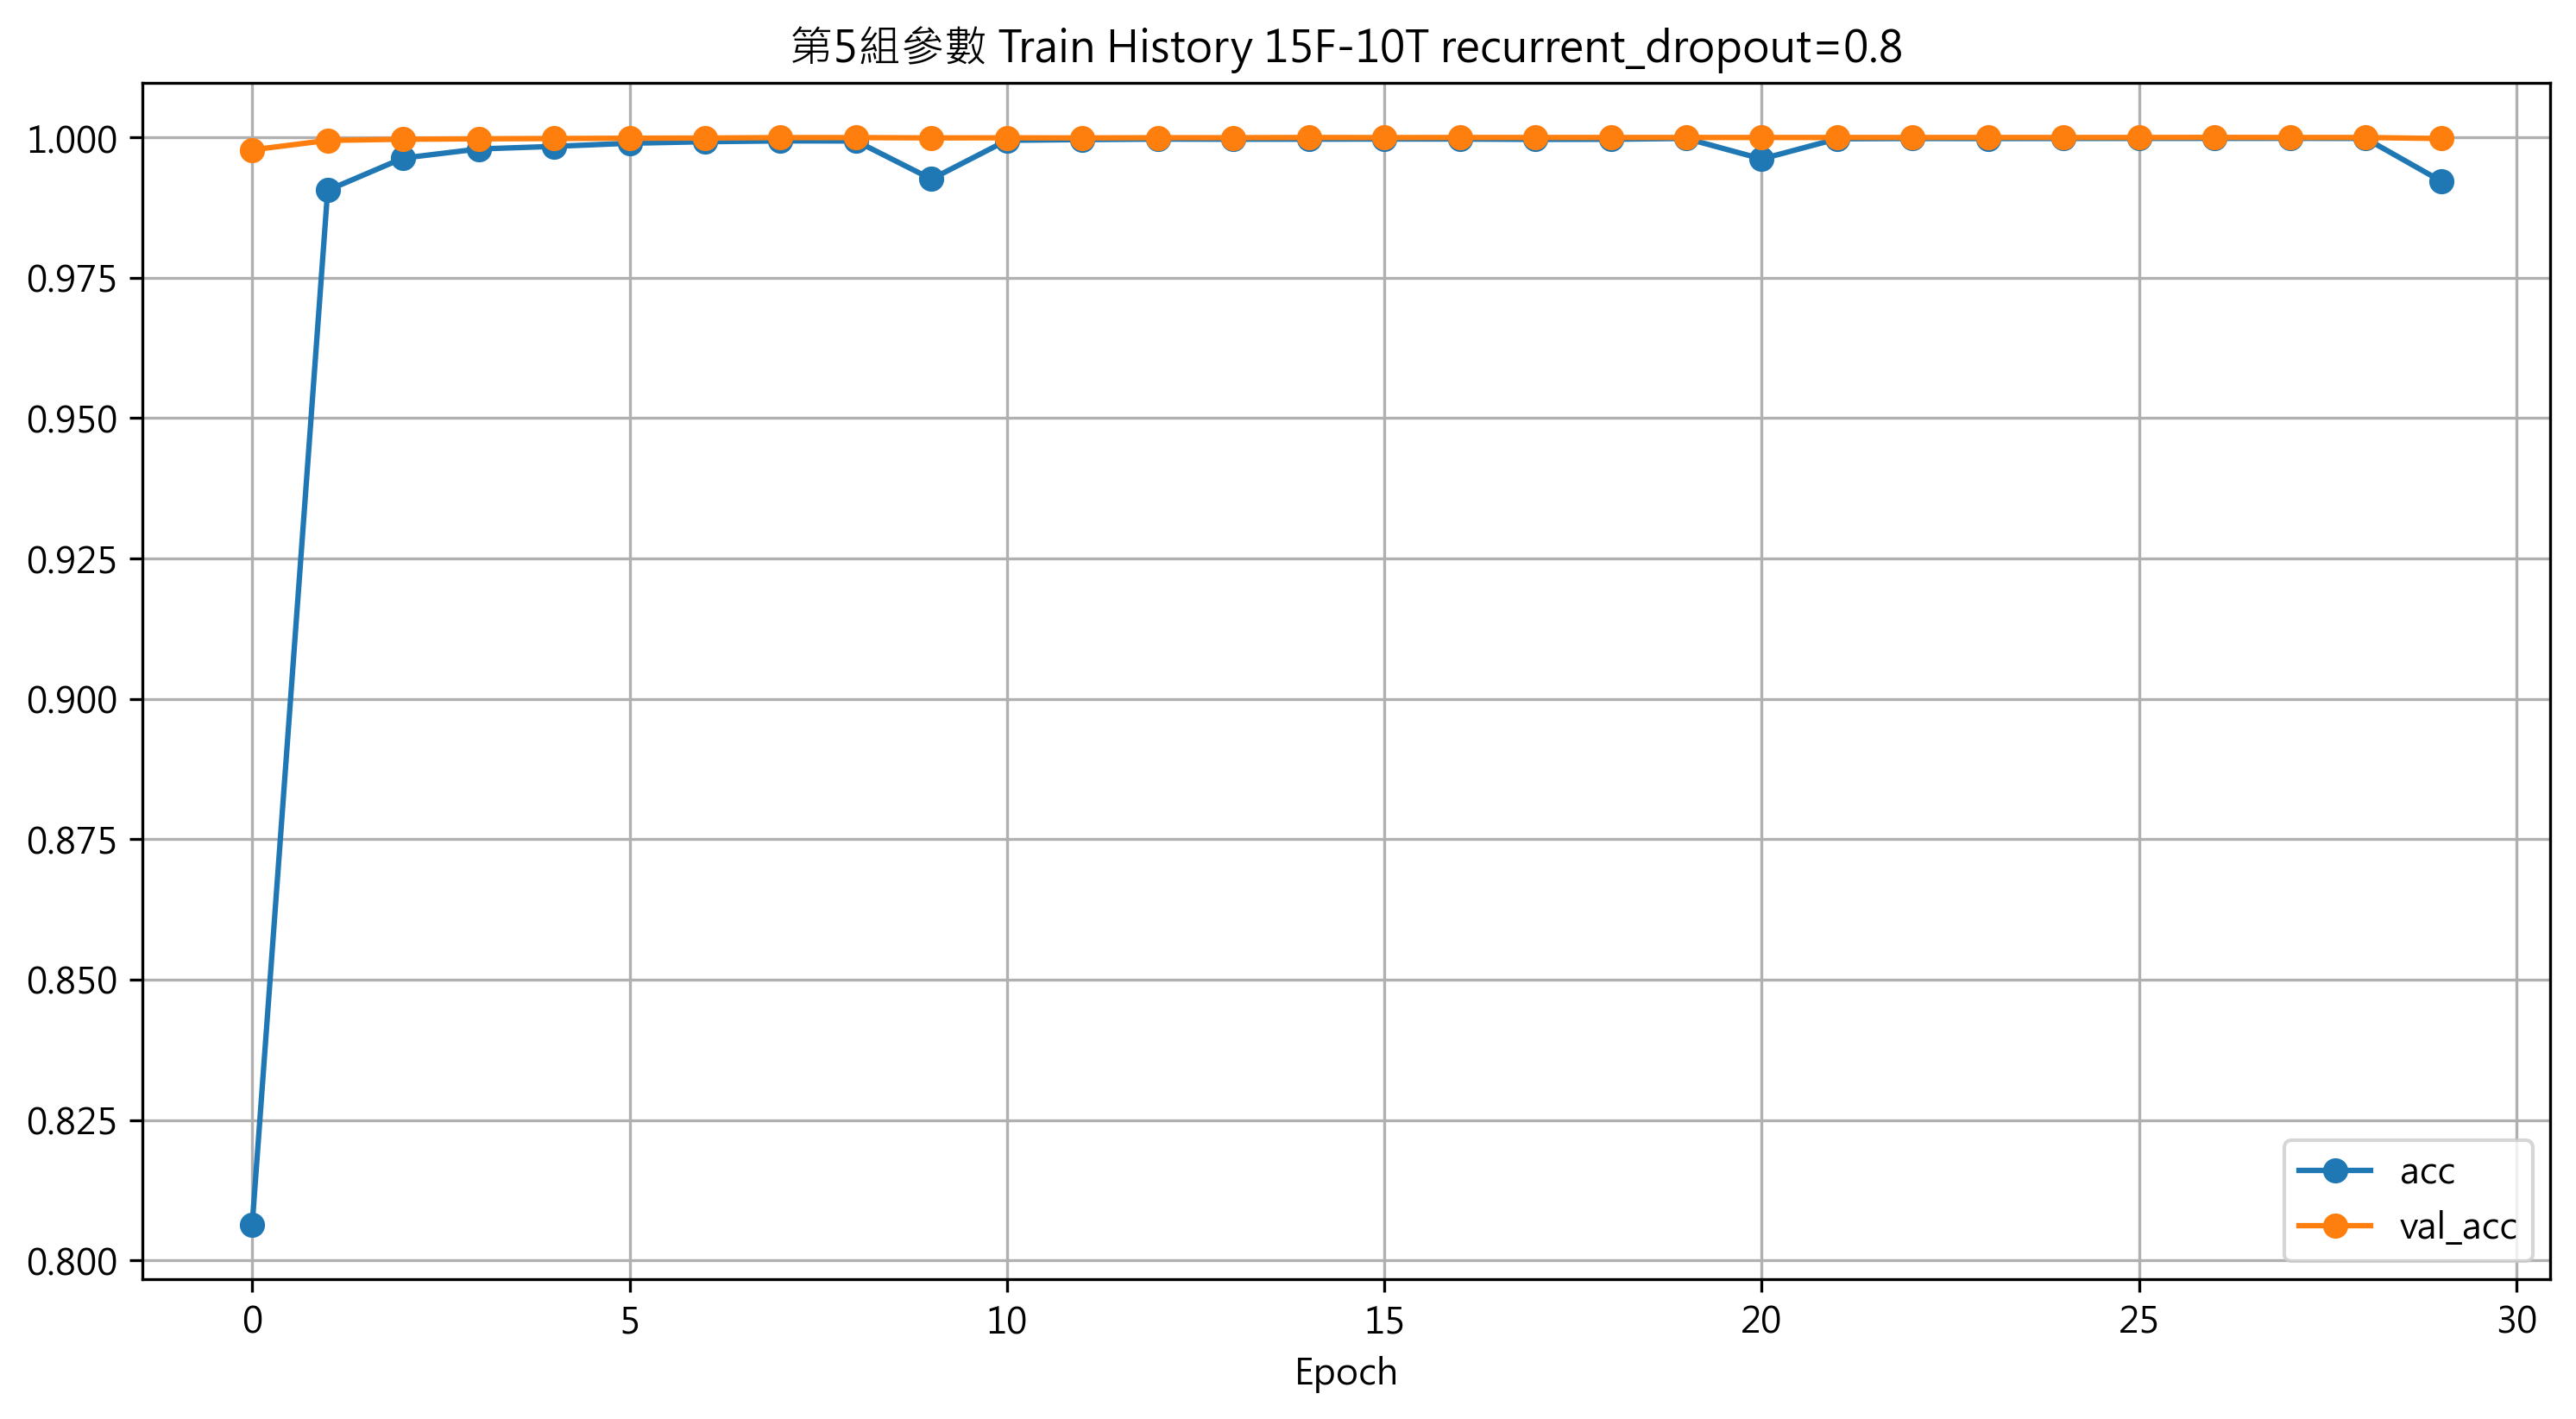 第5組參數 Train History 15F-10T recurrent_dropout=0.8
1.000
0.975
0.950
0.925
0.900
0.875
0.850
0.825
0.800
acc
val_acc
0 5 10 15 20 25 30
Epoch